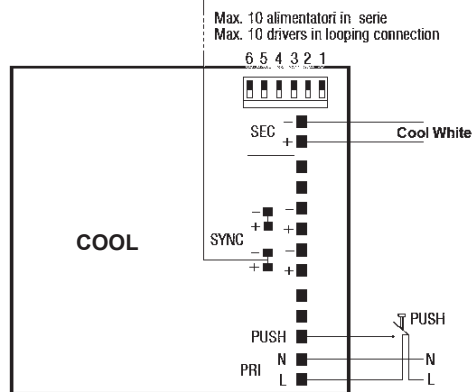 Max. 10 alimentatori in serie
Max. 10 drivers in looping connection
6 5 4 3 2 1
SEC
-
+
Cool White
COOL
SYNC
- -
+ +
- -
+ +
PUSH
PUSH
PRI
N
N
L
L